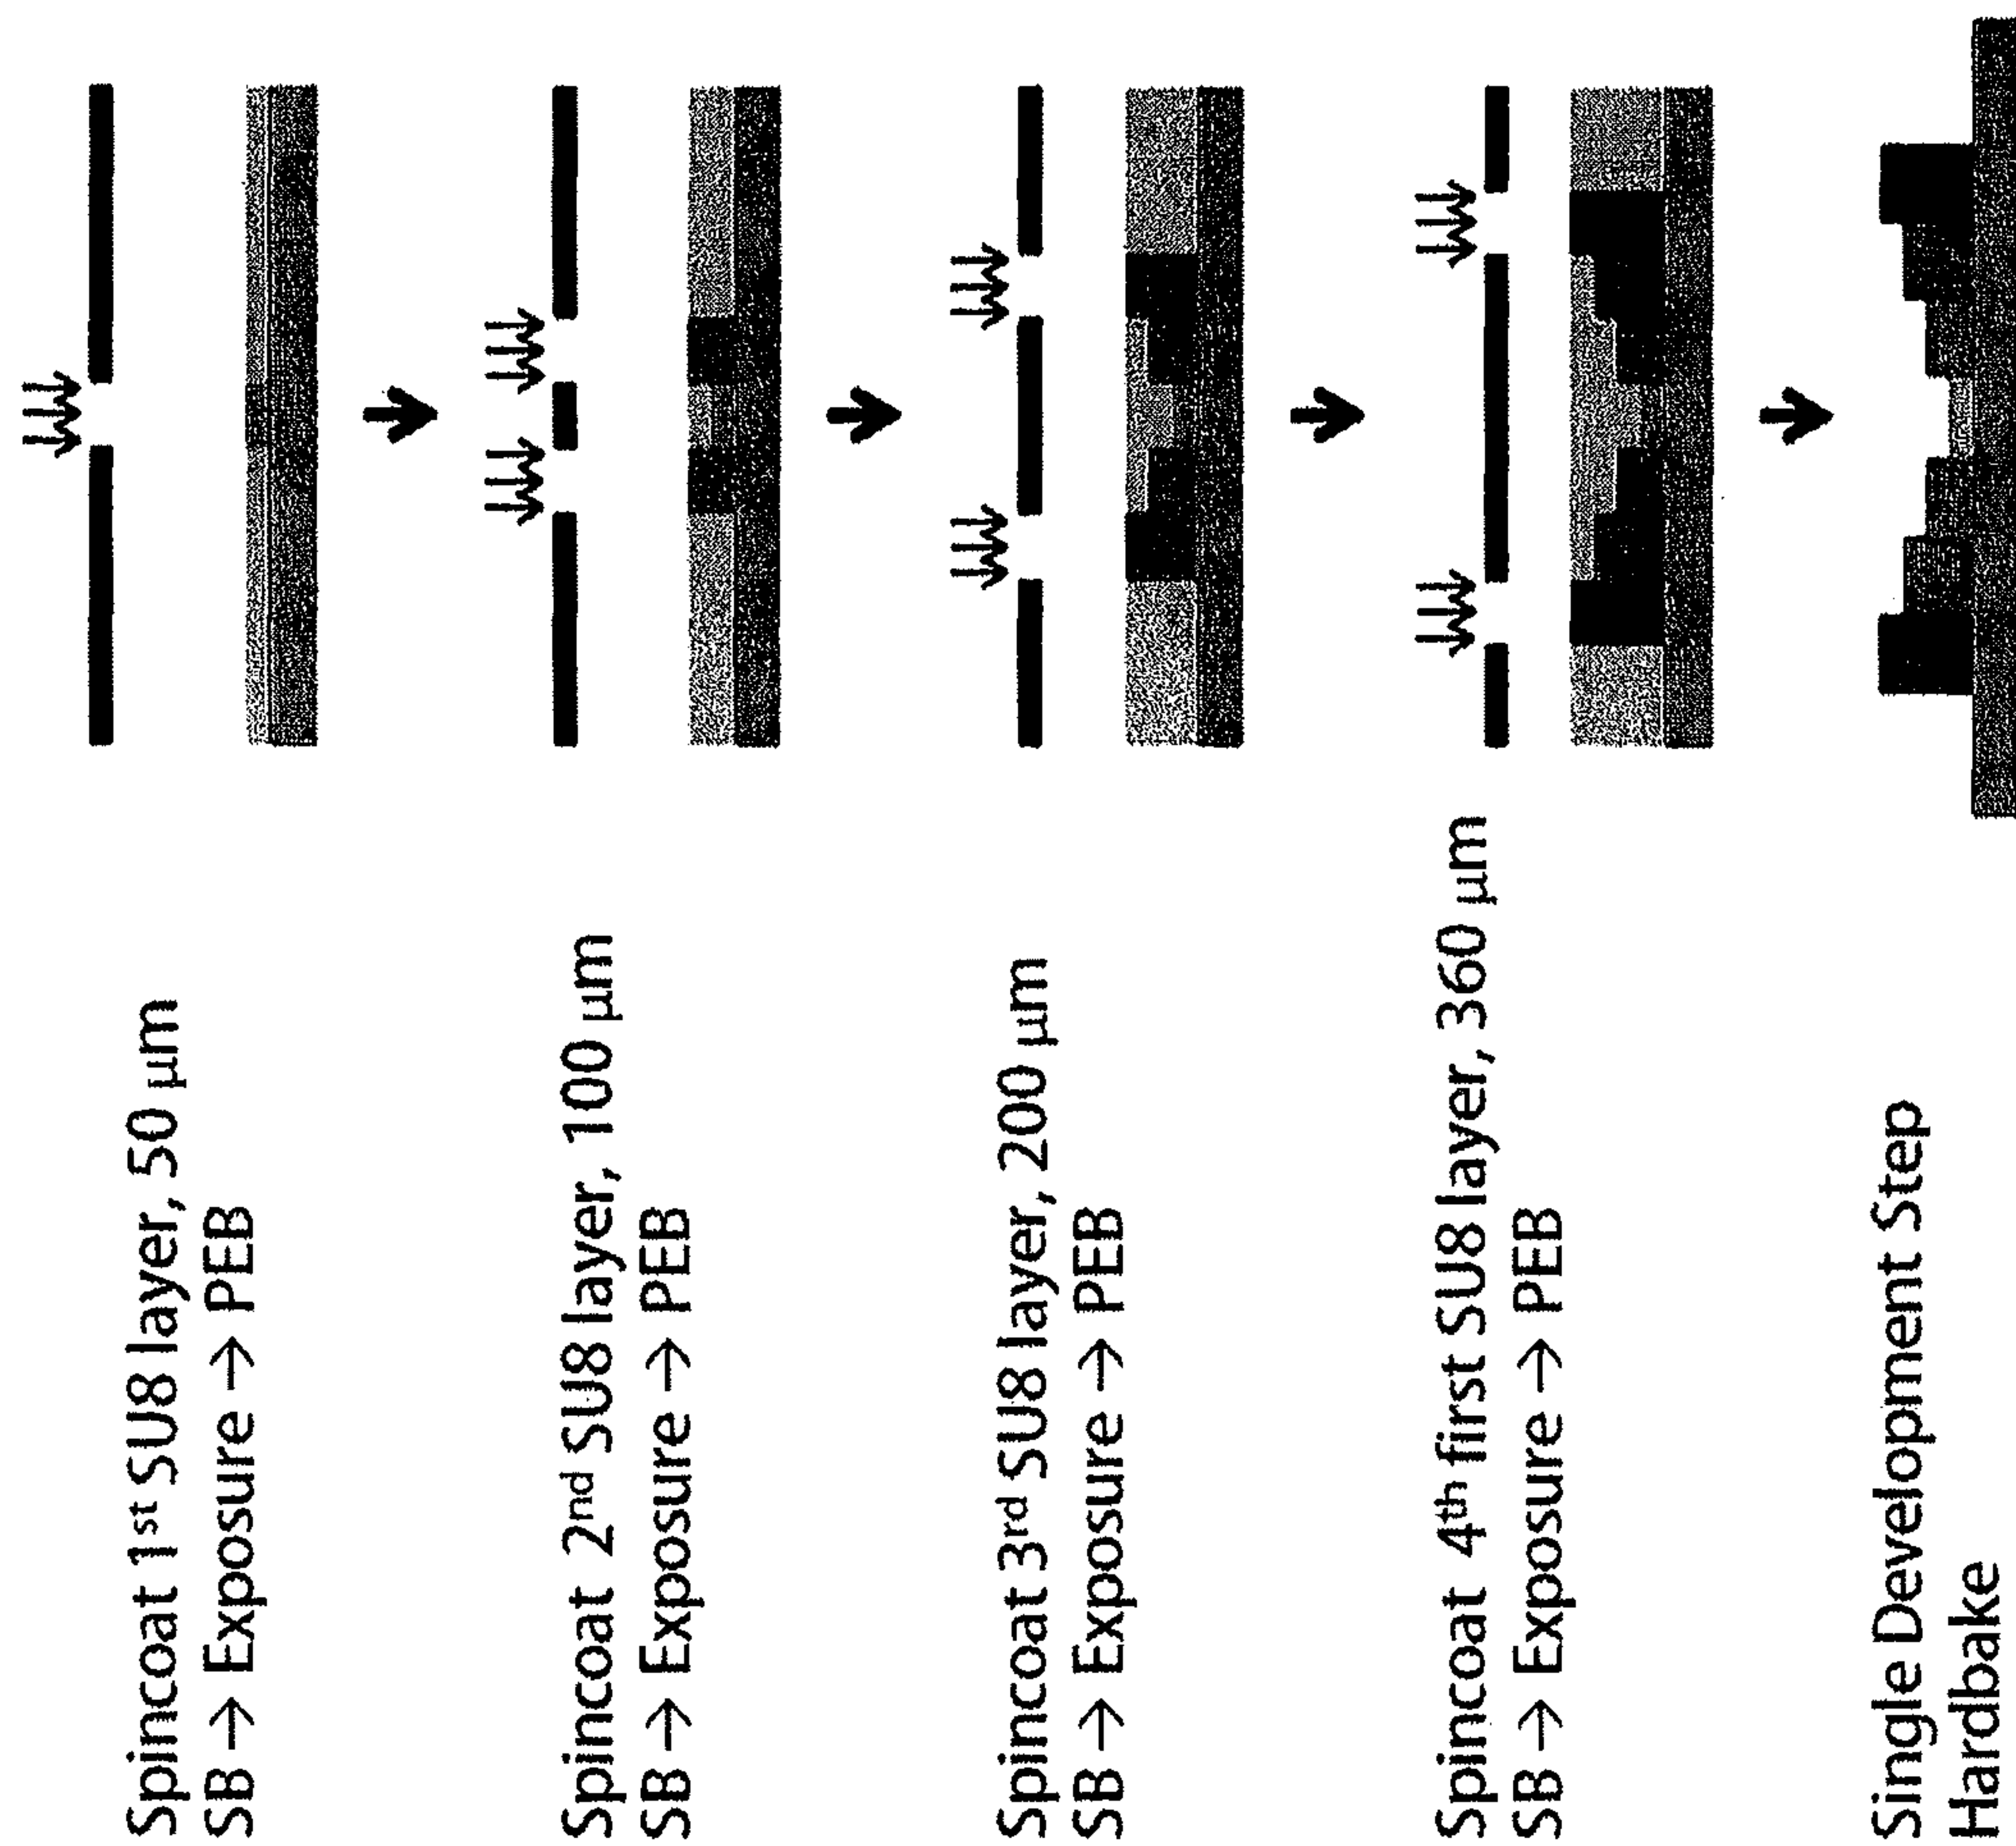 Spincoat 1st SU8 layer, 50 μm
SB → Exposure → PEB
Spincoat 2nd SU8 layer, 100 μm
SB → Exposure → PEB
Spincoat 3rd SU8 layer, 200 μm
SB → Exposure → PEB
Spincoat 4th first SU8 layer, 360 μm
SB → Exposure → PEB
Single Development Step
Hardbake